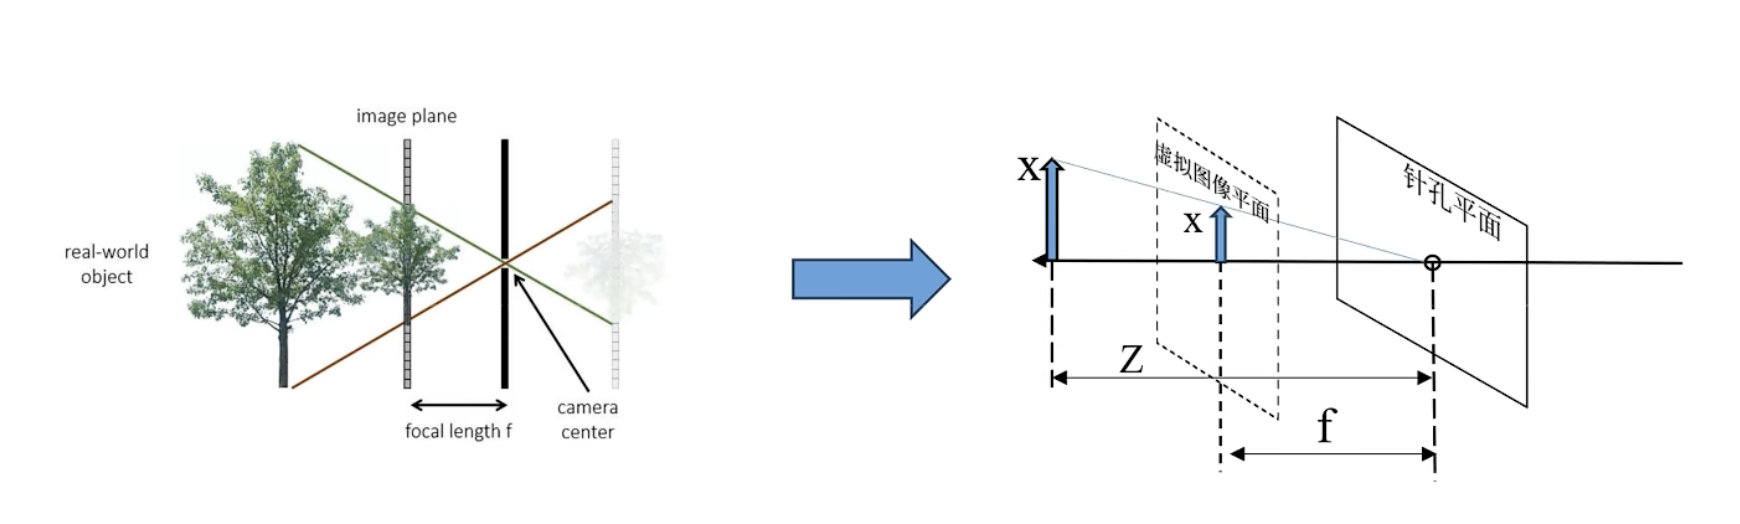 image plane
real-world
object
focal length f
camera
center
X
虚拟图像平面
x
针孔平面
Z
f